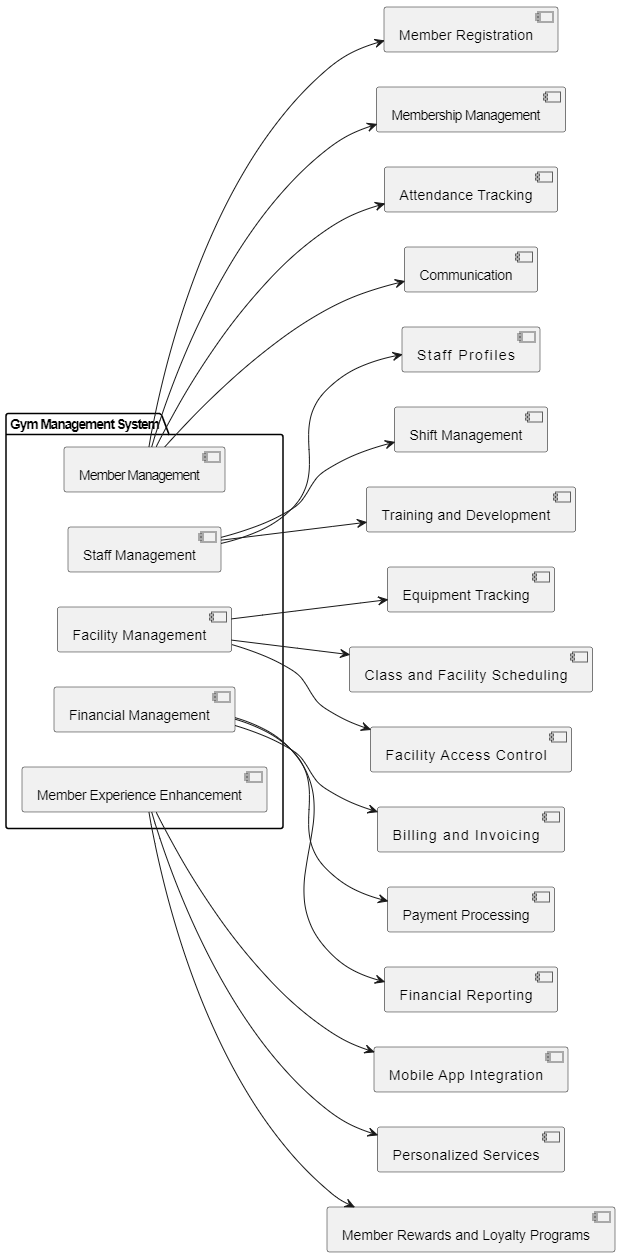 Member Registration
Membership Management
Attendance Tracking
Communication
Staff Profiles
Shift Management
Training and Development
Equipment Tracking
Class and Facility Scheduling
Facility Access Control
Billing and Invoicing
Payment Processing
Financial Reporting
Mobile App Integration
Personalized Services
Member Rewards and Loyalty Programs
Gym Management System
Member Management
Staff Management
Facility Management
Financial Management
Member Experience Enhancement